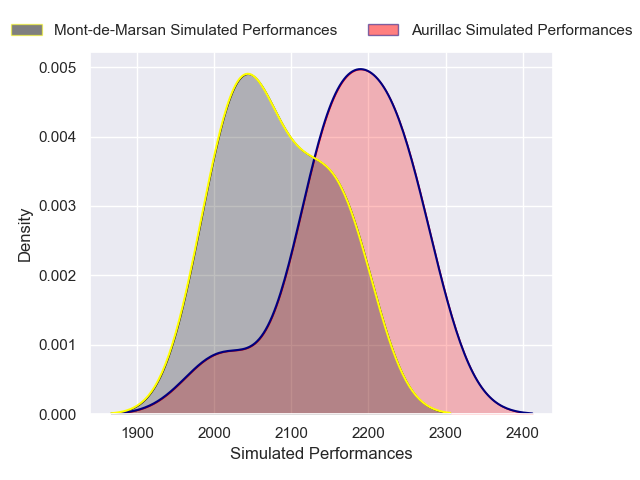 Mont-de-Marsan Simulated Performances Aurillac Simulated Performances
0.005
0.004
0.003
0.002
0.001
0.000
Density
1900 2000 2100 2200 2300 2400
Simulated Performances